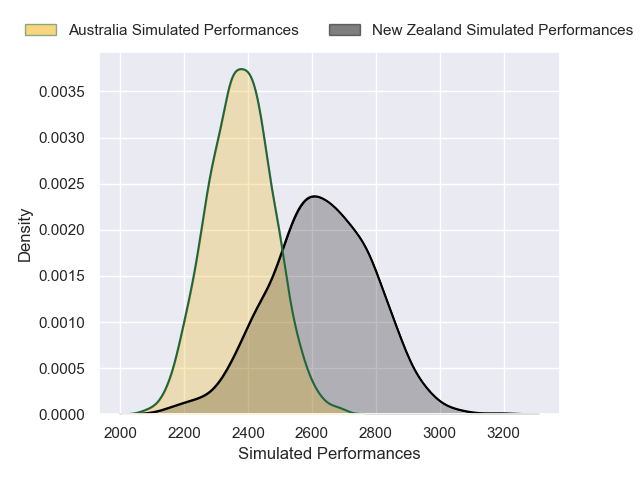 Australia Simulated Performances New Zealand Simulated Performances
0.0035
0.0030
0.0025
0.0020
0.0015
0.0010
0.0005
0.0000
Density
2000 2200 2400 2600 2800 3000 3200
Simulated Performances